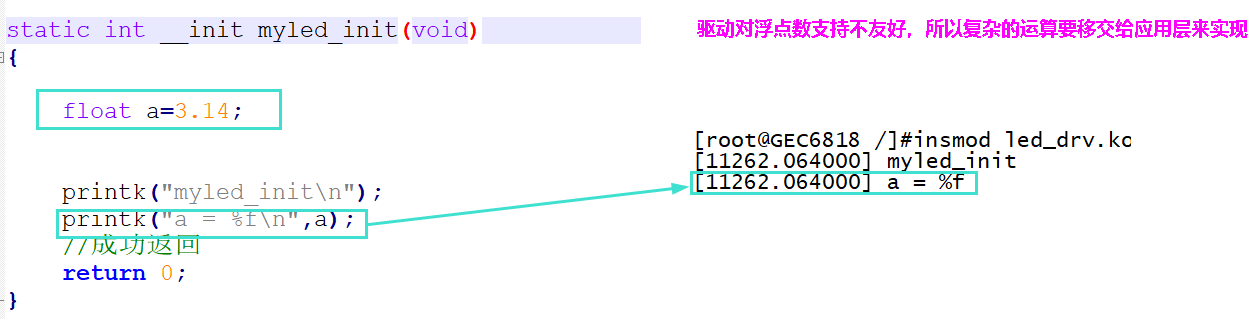 static int __init myled_init(void)
{
float a=3.14;
printk("myled_init\n");
printk("a = %f\n",a);
//成功返回
return 0;
}
驱动对浮点数支持不友好，所以复杂的运算要移交给应用层来实现
[root@GEC6818 /]#insmod led_drv.ko
[11262.064000] myled_init
[11262.064000] a = %f